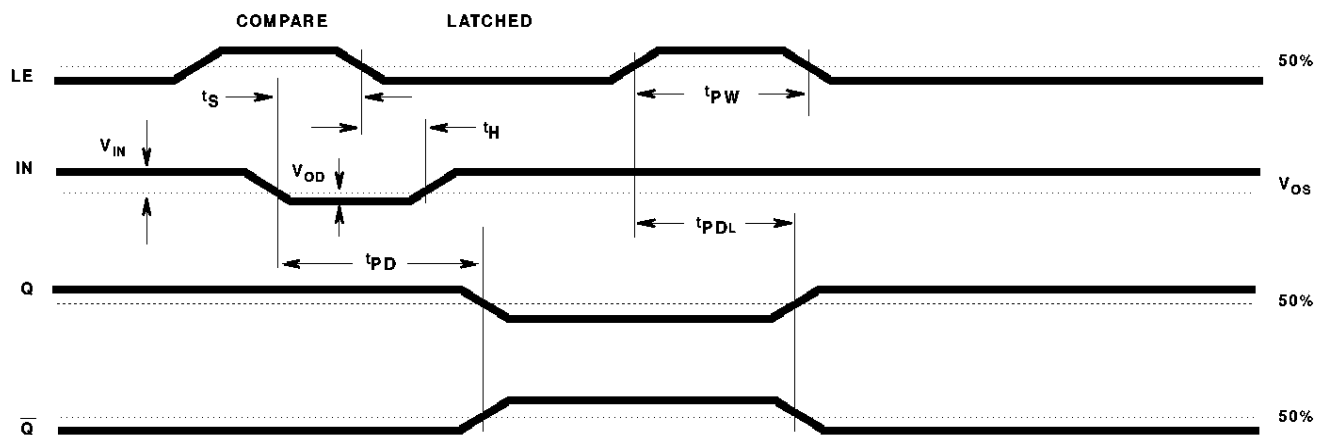 COMPARE LATCHED
LE 50%
tS tPW
tH
VIN
IN VOD VOS
tPDL
tPD
Q 50%
Q̅ 50%